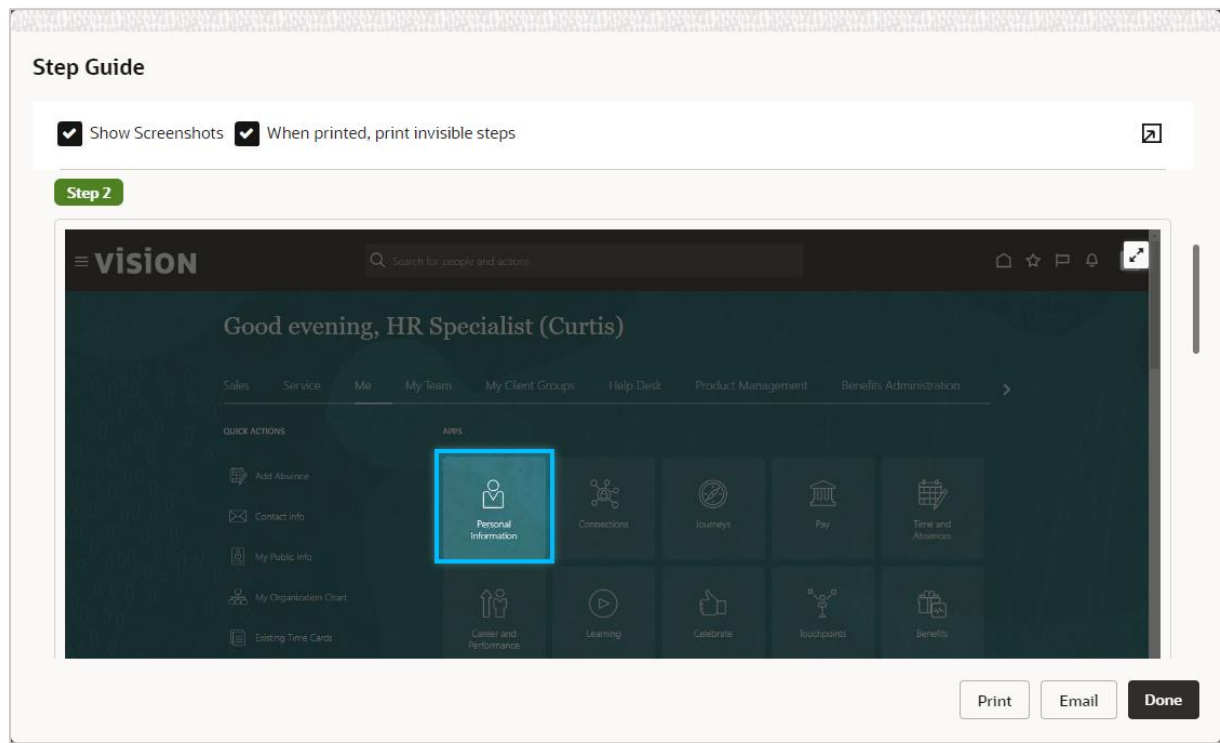 Step Guide
Show Screenshots When printed, print invisible steps
Step 2
vision
Search for people and actions
Good evening, HR Specialist (Curtis)
Sales Service Me My Team My Client Groups Help Desk Product Management Benefits Administration
QUICK ACTIONS
APPS
Add Absence
Contact Info
My Public Info
My Organization Chart
Existing Time Cards
Personal
Information
Connections
Journeys
Pay
Time and
Absences
Career and
Performance
Learning
Celebrate
Touchpoints
Benefits
Print Email Done